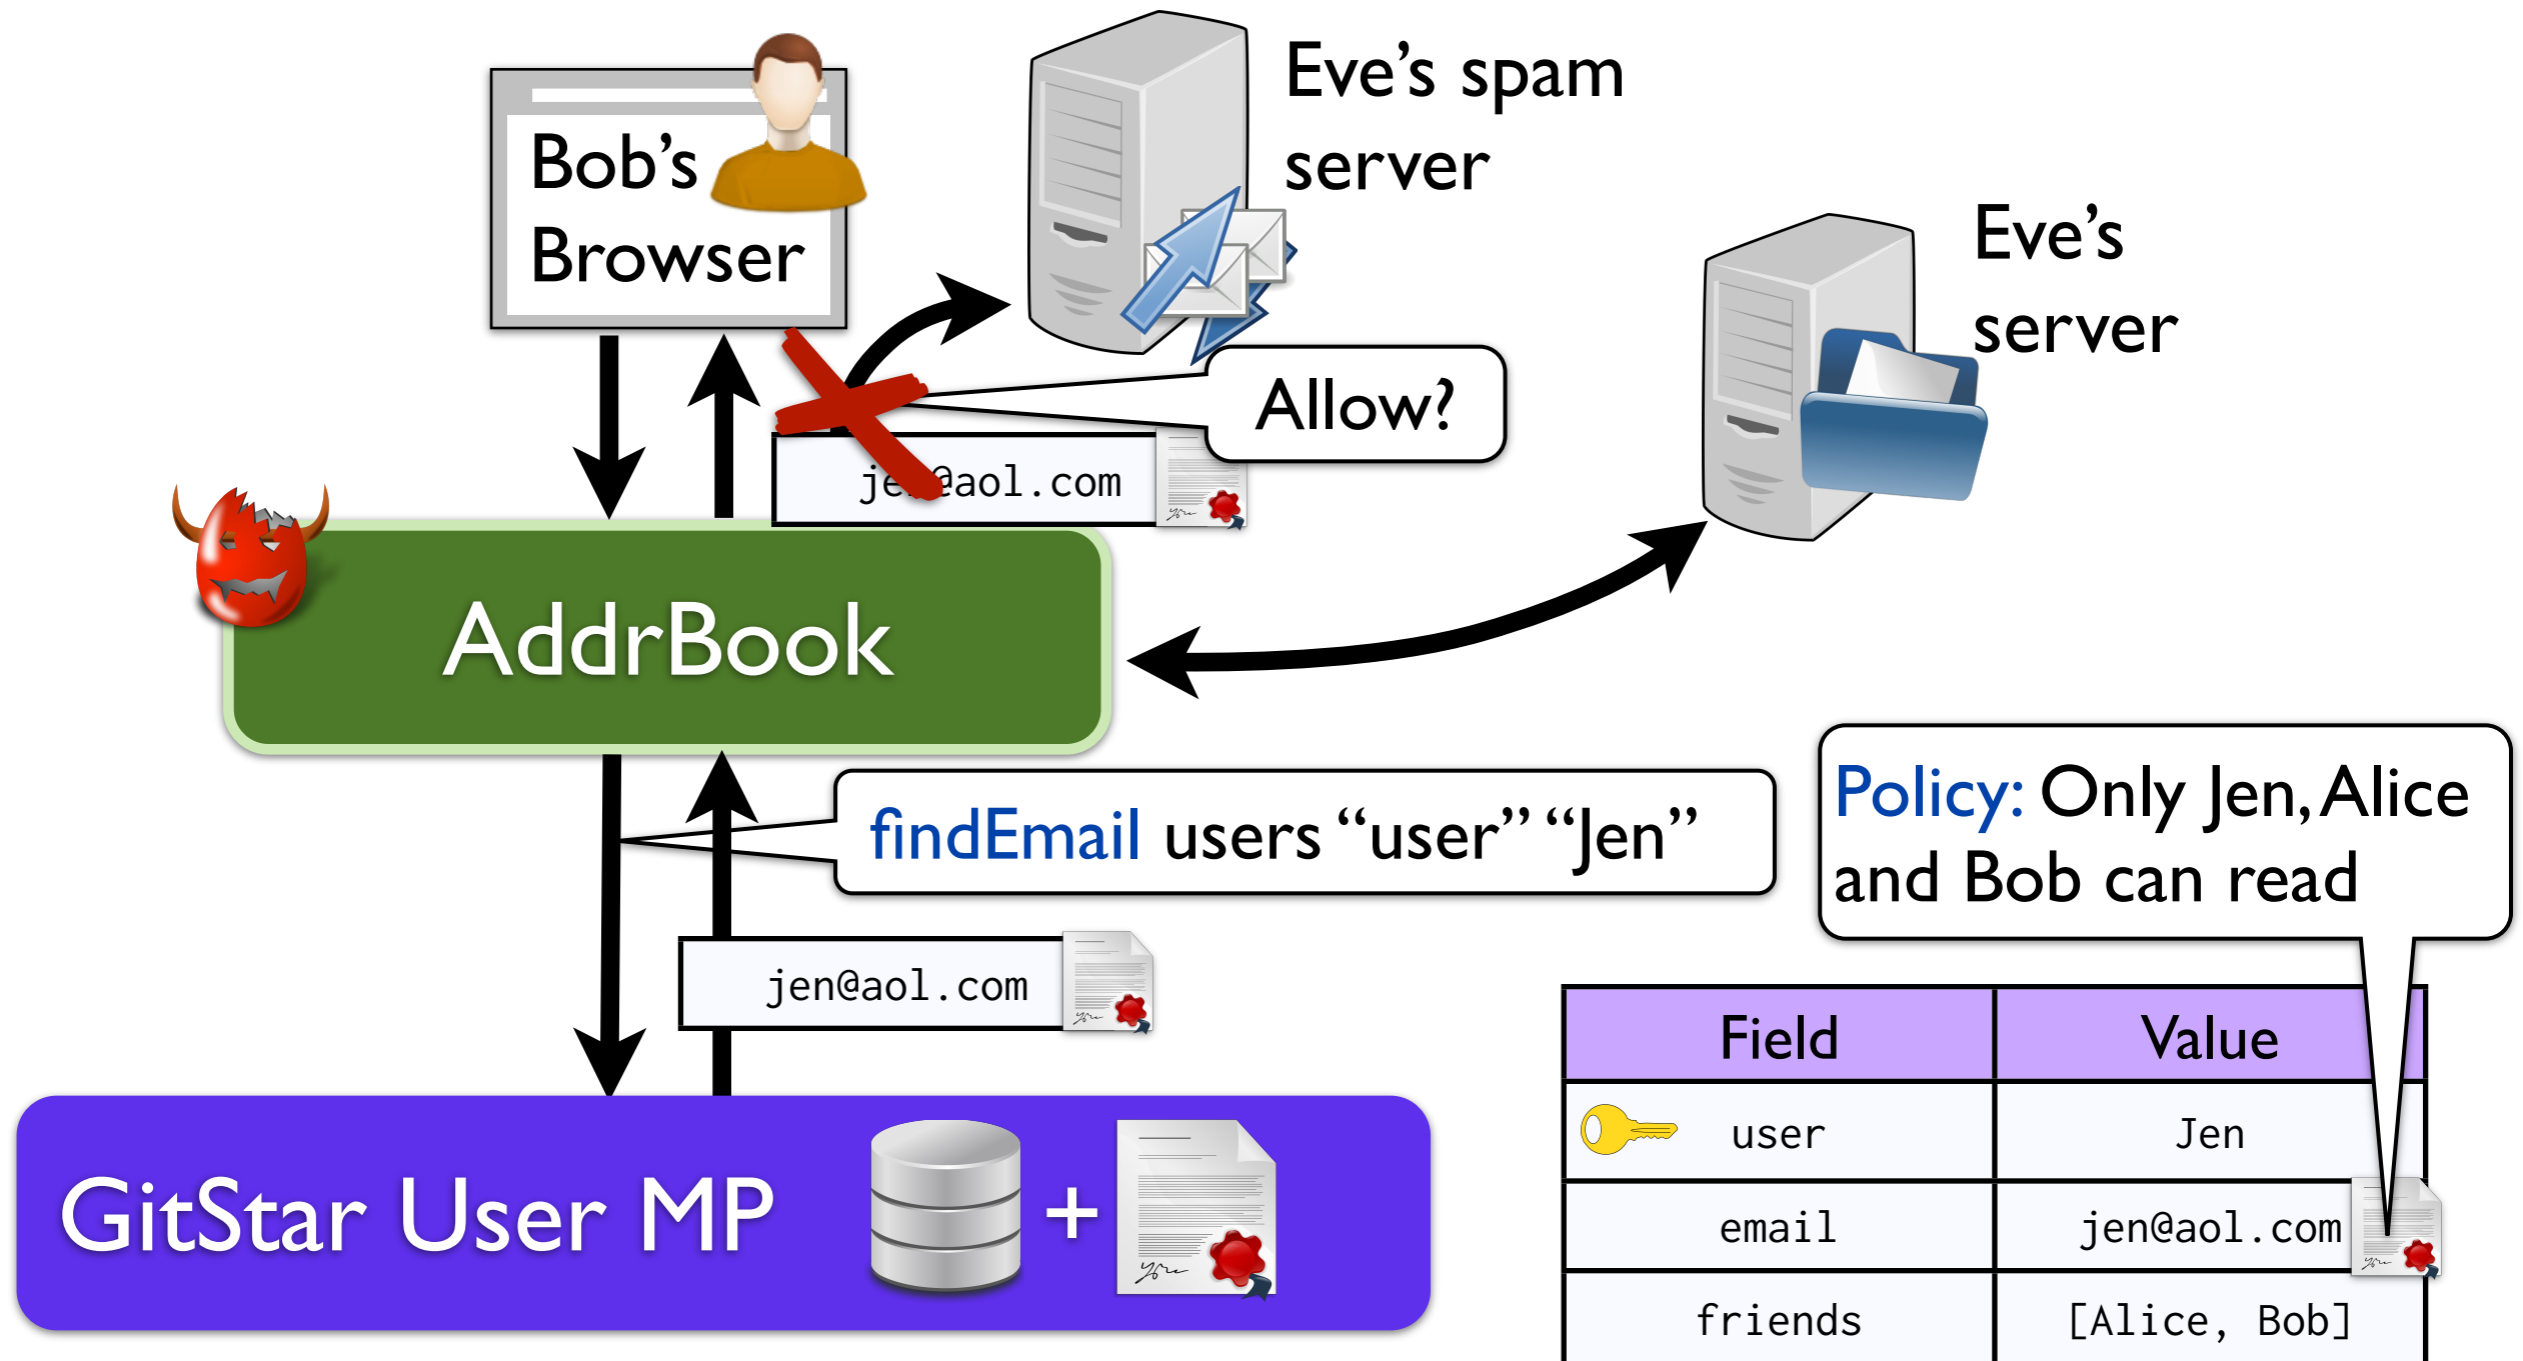 Bob’s
Browser
Eve’s spam
server
Eve’s
server
Allow?
jen@aol.com
AddrBook
findEmail users “user” “Jen”
Policy: Only Jen, Alice
and Bob can read
jen@aol.com
GitStar User MP
+
Field Value
user Jen
email jen@aol.com
friends [Alice, Bob]